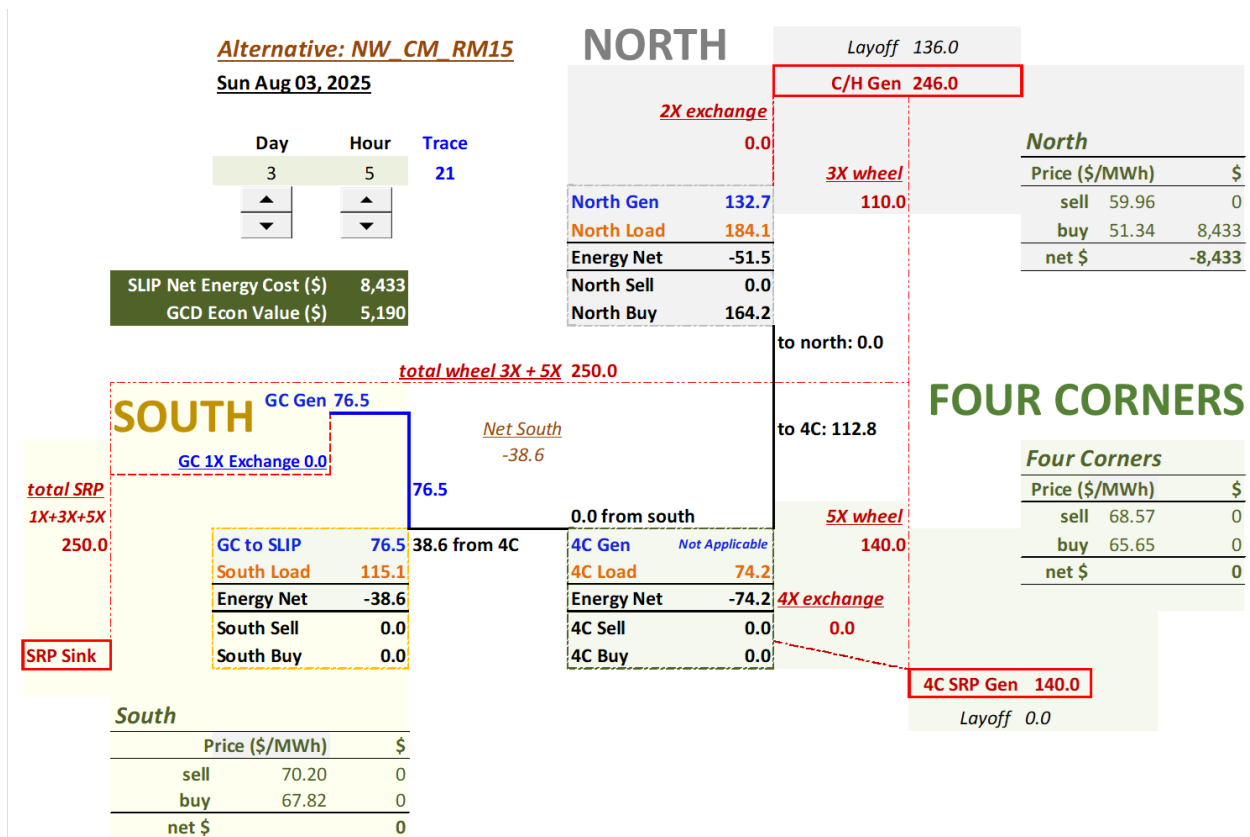 Alternative: NW_CM_RM15
Sun Aug 03, 2025
NORTH
Layoff 136.0
C/H Gen 246.0
2X exchange
0.0
Day Hour Trace
3 5 21
3X wheel
110.0
North
Price ($/MWh) $
sell 59.96 0
buy 51.34 8,433
net $ -8,433
North Gen 132.7
North Load 184.1
Energy Net -51.5
North Sell 0.0
North Buy 164.2
SLIP Net Energy Cost ($) 8,433
GCD Econ Value ($) 5,190
to north: 0.0
total wheel 3X + 5X 250.0
SOUTH
GC Gen 76.5
FOUR CORNERS
Net South
-38.6
to 4C: 112.8
GC 1X Exchange 0.0
Four Corners
Price ($/MWh) $
sell 68.57 0
buy 65.65 0
net $ 0
total SRP
1X+3X+5X
250.0
76.5
0.0 from south
5X wheel
140.0
38.6 from 4C
GC to SLIP 76.5
South Load 115.1
Energy Net -38.6
South Sell 0.0
South Buy 0.0
4C Gen Not Applicable
4C Load 74.2
Energy Net -74.2
4C Sell 0.0
4C Buy 0.0
4X exchange
0.0
SRP Sink
4C SRP Gen 140.0
Layoff 0.0
South
Price ($/MWh) $
sell 70.20 0
buy 67.82 0
net $ 0